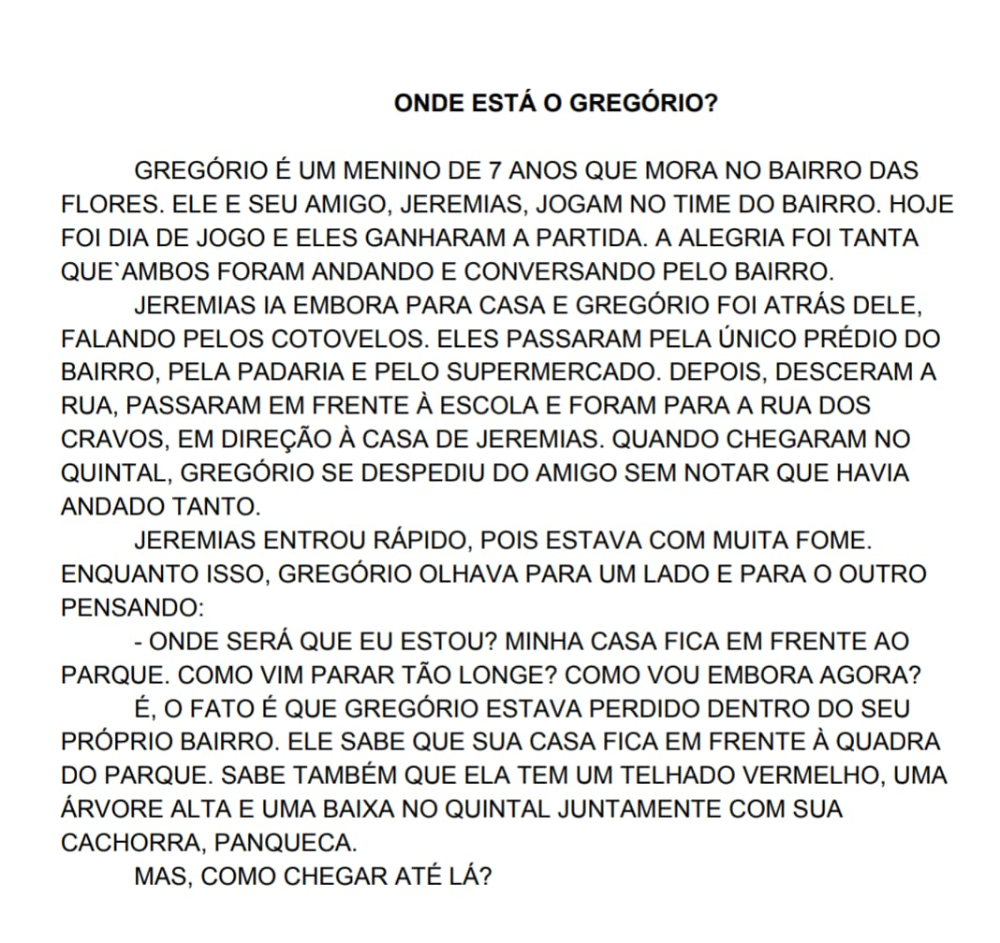 ONDE ESTÁ O GREGÓRIO?
GREGÓRIO É UM MENINO DE 7 ANOS QUE MORA NO BAIRRO DAS
FLORES. ELE E SEU AMIGO, JEREMIAS, JOGAM NO TIME DO BAIRRO. HOJE
FOI DIA DE JOGO E ELES GANHARAM A PARTIDA. A ALEGRIA FOI TANTA
QUE`AMBOS FORAM ANDANDO E CONVERSANDO PELO BAIRRO.
JEREMIAS IA EMBORA PARA CASA E GREGÓRIO FOI ATRÁS DELE,
FALANDO PELOS COTOVELOS. ELES PASSARAM PELA ÚNICO PRÉDIO DO
BAIRRO, PELA PADARIA E PELO SUPERMERCADO. DEPOIS, DESCERAM A
RUA, PASSARAM EM FRENTE À ESCOLA E FORAM PARA A RUA DOS
CRAVOS, EM DIREÇÃO À CASA DE JEREMIAS. QUANDO CHEGARAM NO
QUINTAL, GREGÓRIO SE DESPEDIU DO AMIGO SEM NOTAR QUE HAVIA
ANDADO TANTO.
JEREMIAS ENTROU RÁPIDO, POIS ESTAVA COM MUITA FOME.
ENQUANTO ISSO, GREGÓRIO OLHAVA PARA UM LADO E PARA O OUTRO
PENSANDO:
- ONDE SERÁ QUE EU ESTOU? MINHA CASA FICA EM FRENTE AO
PARQUE. COMO VIM PARAR TÃO LONGE? COMO VOU EMBORA AGORA?
É, O FATO É QUE GREGÓRIO ESTAVA PERDIDO DENTRO DO SEU
PRÓPRIO BAIRRO. ELE SABE QUE SUA CASA FICA EM FRENTE À QUADRA
DO PARQUE. SABE TAMBÉM QUE ELA TEM UM TELHADO VERMELHO, UMA
ÁRVORE ALTA E UMA BAIXA NO QUINTAL JUNTAMENTE COM SUA
CACHORRA, PANQUECA.
MAS, COMO CHEGAR ATÉ LÁ?